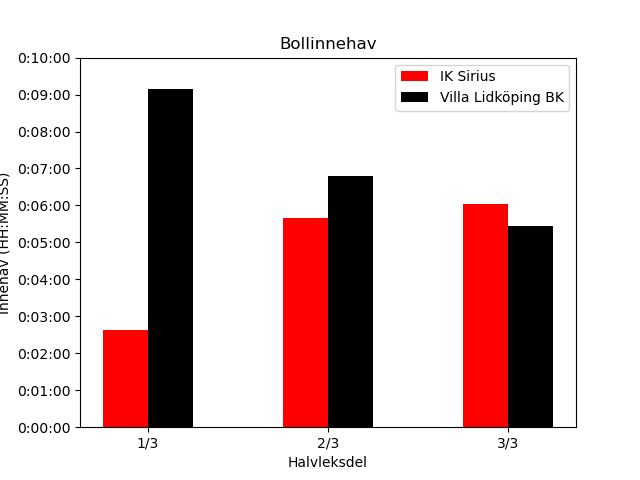 Bollinnehav
IK Sirius
Villa Lidköping BK
0:10:00
0:09:00
0:08:00
0:07:00
0:06:00
0:05:00
0:04:00
0:03:00
0:02:00
0:01:00
0:00:00
Innehav (HH:MM:SS)
1/3 2/3 3/3
Halvleksdel